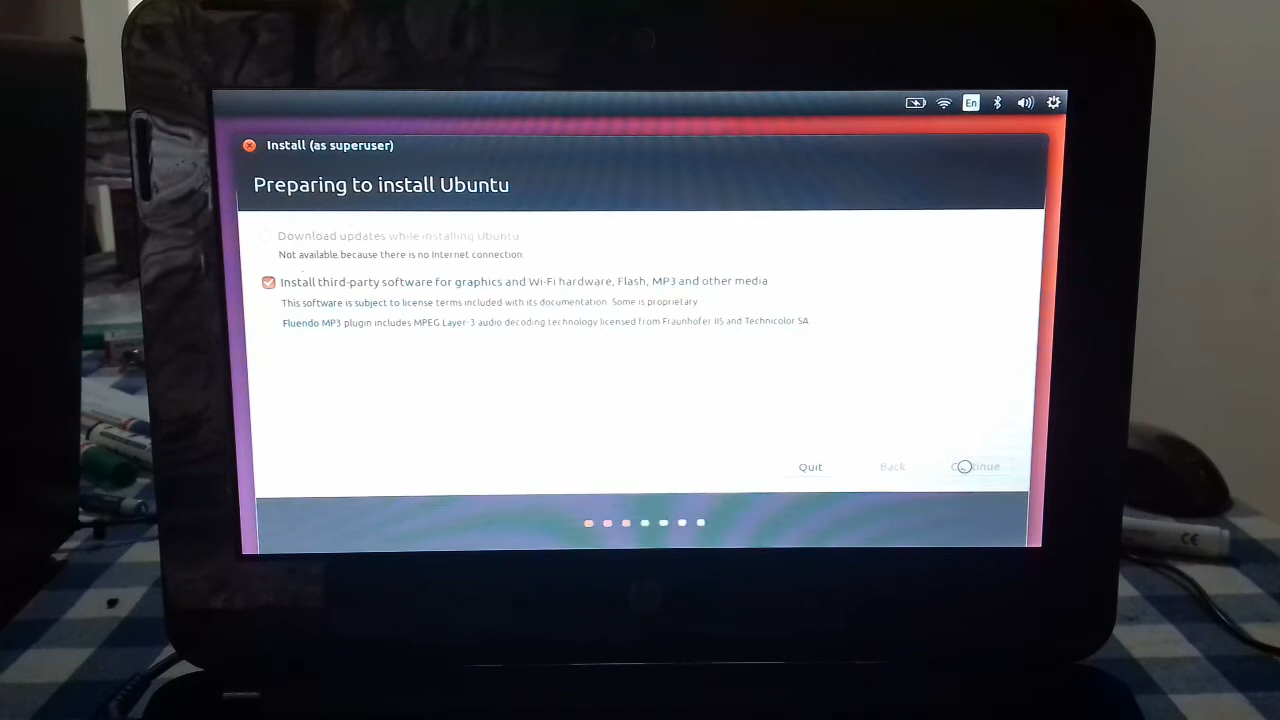 En
Install (as superuser)
Preparing to install Ubuntu
Download updates while installing Ubuntu
Not available because there is no Internet connection.
Install third-party software for graphics and Wi-Fi hardware, Flash, MP3 and other media
This software is subject to license terms included with its documentation. Some is proprietary.
Fluendo MP3 plugin includes MPEG Layer-3 audio decoding technology licensed from Fraunhofer IIS and Technicolor SA.
Quit Back Continue
CE